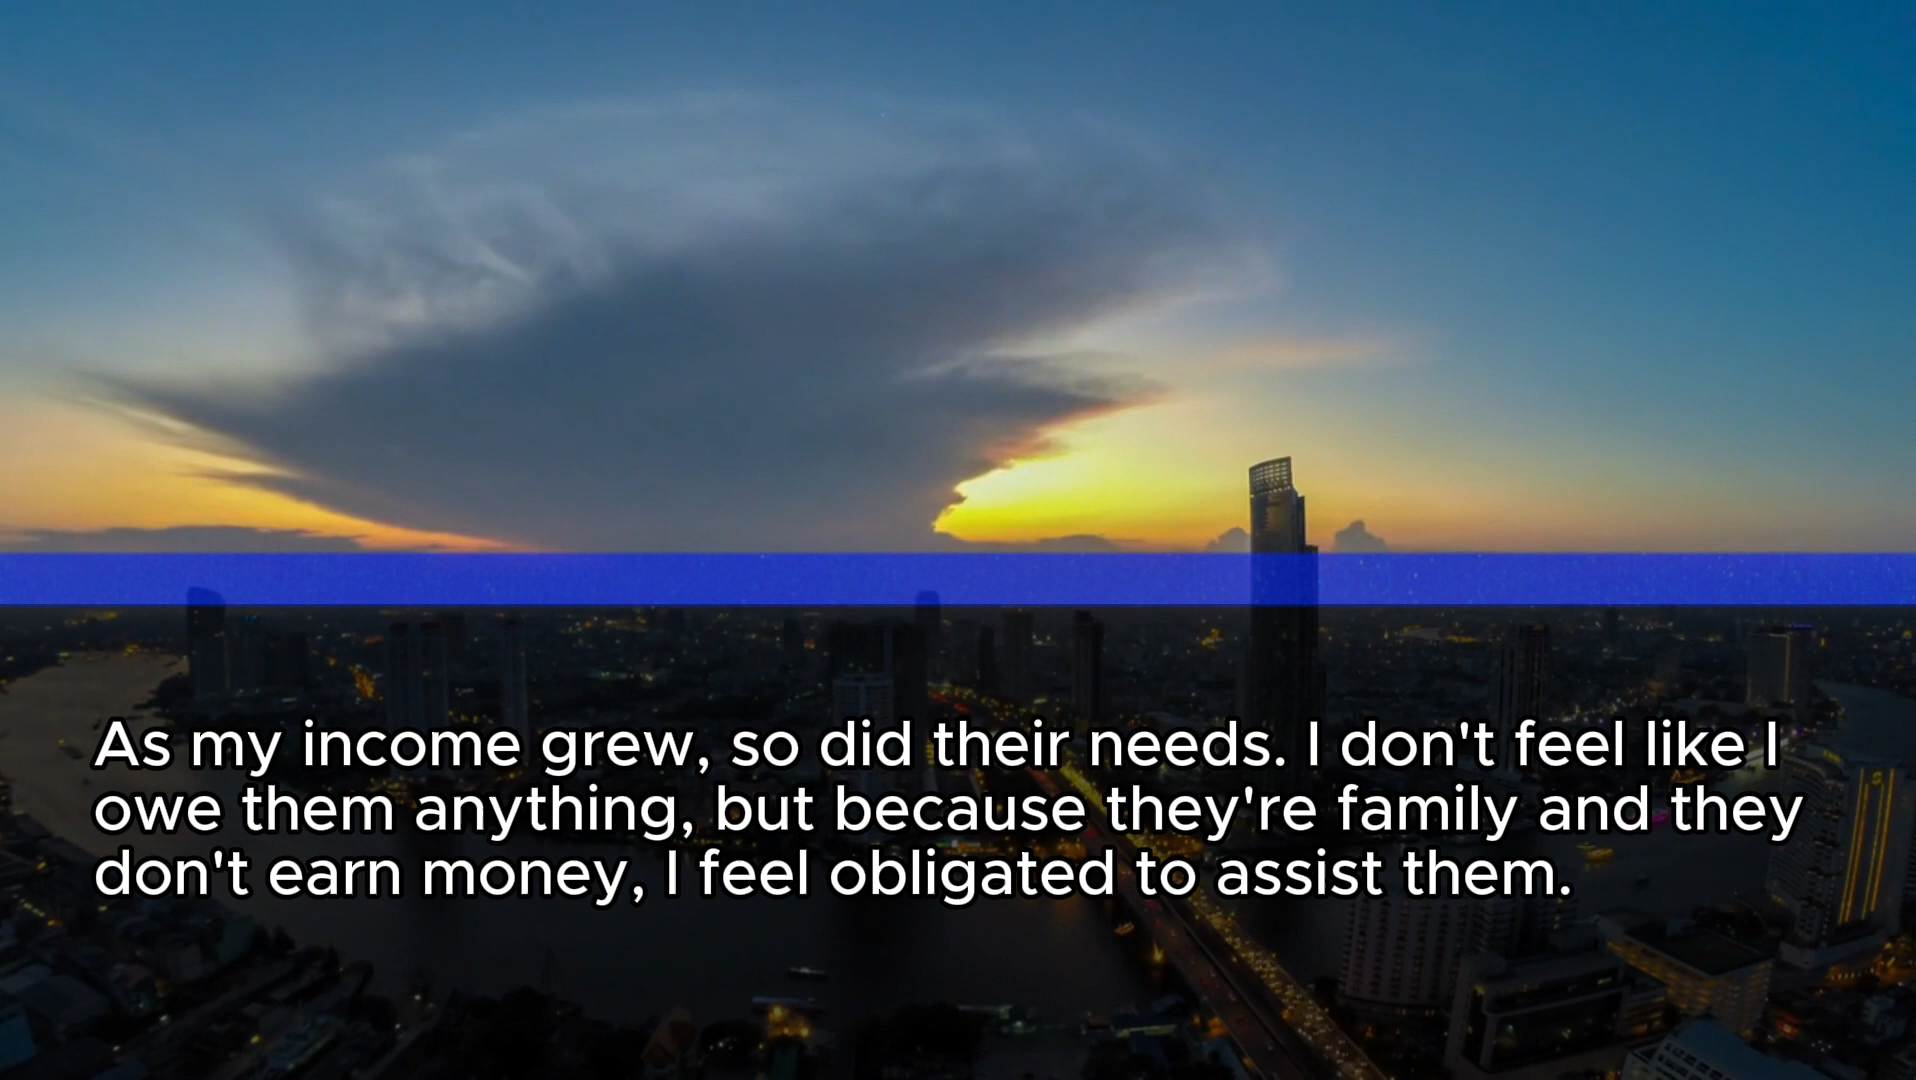 As my income grew, so did their needs. I don't feel like I
owe them anything, but because they're family and they
don't earn money, I feel obligated to assist them.